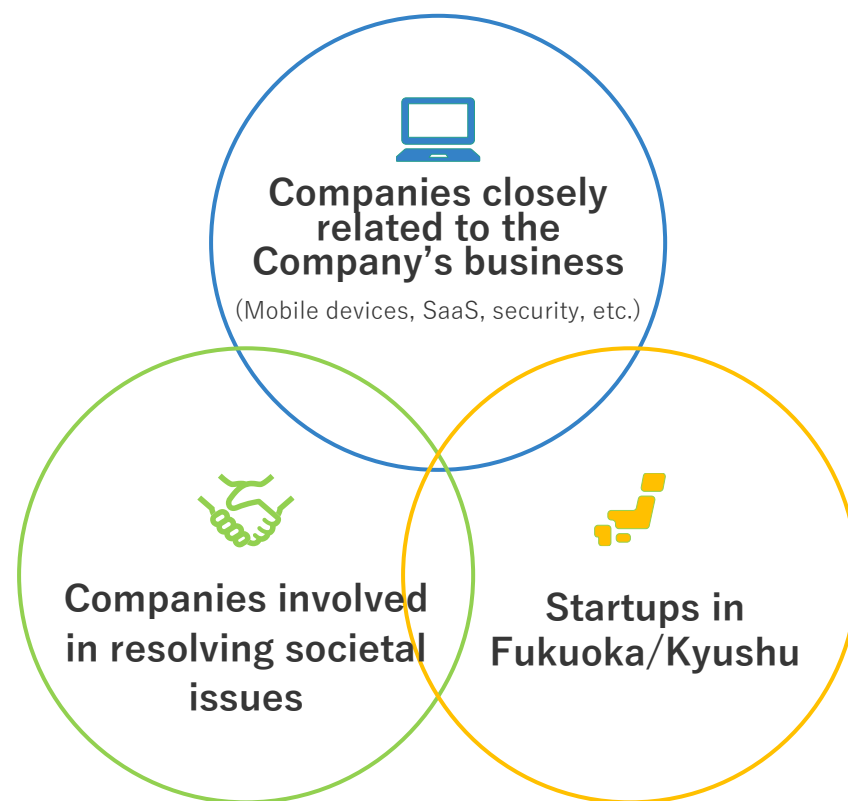 Companies closely
related to the
Company’s business
(Mobile devices, SaaS, security, etc.)
Companies involved
in resolving societal
issues
Startups in
Fukuoka/Kyushu